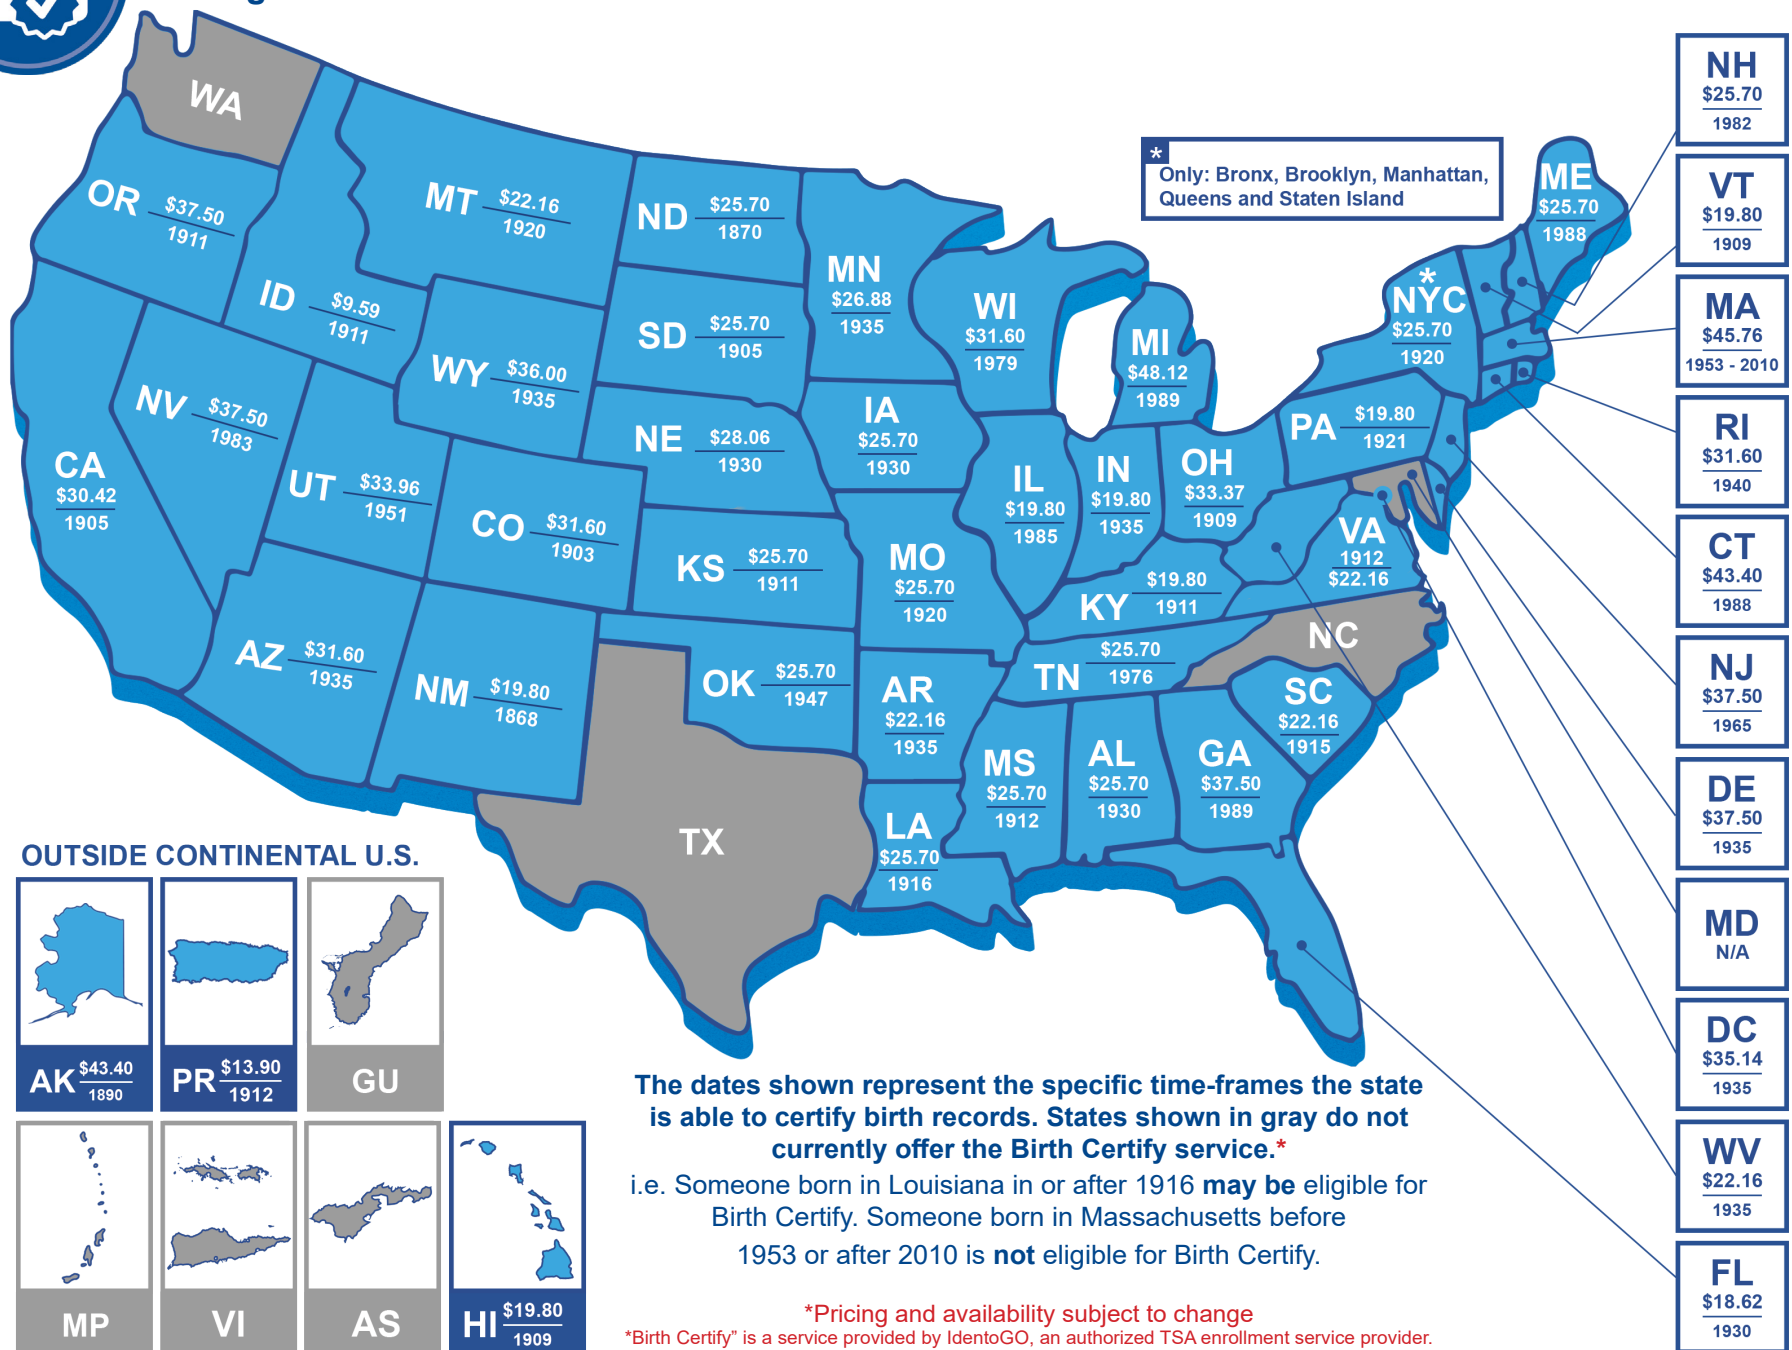 WA
OR $37.50
1911
MT $22.16
1920
ID $9.59
1911
ND $25.70
1870
SD $25.70
1905
WY $36.00
1935
NE $28.06
1930
MN
$26.88
1935
WI
$31.60
1979
MI
$48.12
1989
IA
$25.70
1930
NV $37.50
1983
CA
$30.42
1905
UT $33.96
1951
CO $31.60
1903
KS $25.70
1911
MO
$25.70
1920
IL
$19.80
1985
IN
$19.80
1935
OH
$33.37
1909
PA $19.80
1921
*
NYC
$25.70
1920
ME
$25.70
1988
*
Only: Bronx, Brooklyn, Manhattan,
Queens and Staten Island
VA
1912
$22.16
KY $19.80
1911
NC
TN $25.70
1976
SC
$22.16
1915
AZ $31.60
1935
NM $19.80
1868
OK $25.70
1947
AR
$22.16
1935
MS
$25.70
1912
AL
$25.70
1930
GA
$37.50
1989
TX
LA
$25.70
1916
NH
$25.70
1982
VT
$19.80
1909
MA
$45.76
1953 - 2010
RI
$31.60
1940
CT
$43.40
1988
NJ
$37.50
1965
DE
$37.50
1935
MD
N/A
DC
$35.14
1935
WV
$22.16
1935
FL
$18.62
1930
OUTSIDE CONTINENTAL U.S.
AK $43.40
1890
PR $13.90
1912
GU
MP
VI
AS
HI $19.80
1909
The dates shown represent the specific time-frames the state
is able to certify birth records. States shown in gray do not
currently offer the Birth Certify service.*
i.e. Someone born in Louisiana in or after 1916 may be eligible for
Birth Certify. Someone born in Massachusetts before
1953 or after 2010 is not eligible for Birth Certify.
*Pricing and availability subject to change
*Birth Certify” is a service provided by IdentoGO, an authorized TSA enrollment service provider.